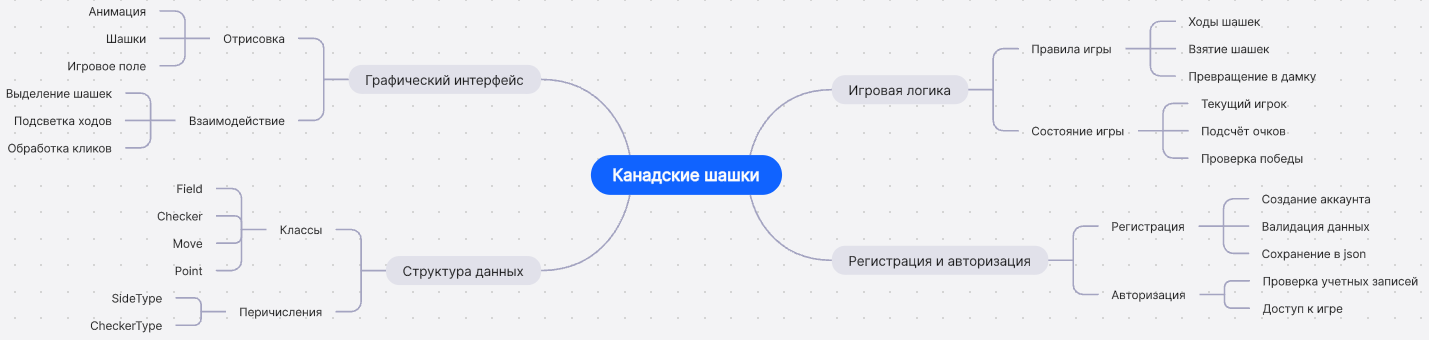 Канадские шашки
Графический интерфейс
Отрисовка
Анимация
Шашки
Игровое поле
Взаимодействие
Выделение шашек
Подсветка ходов
Обработка кликов
Структура данных
Классы
Field
Checker
Move
Point
Перичисления
SideType
CheckerType
Игровая логика
Правила игры
Ходы шашек
Взятие шашек
Превращение в дамку
Состояние игры
Текущий игрок
Подсчёт очков
Проверка победы
Регистрация и авторизация
Регистрация
Создание аккаунта
Валидация данных
Сохранение в json
Авторизация
Проверка учетных записей
Доступ к игре